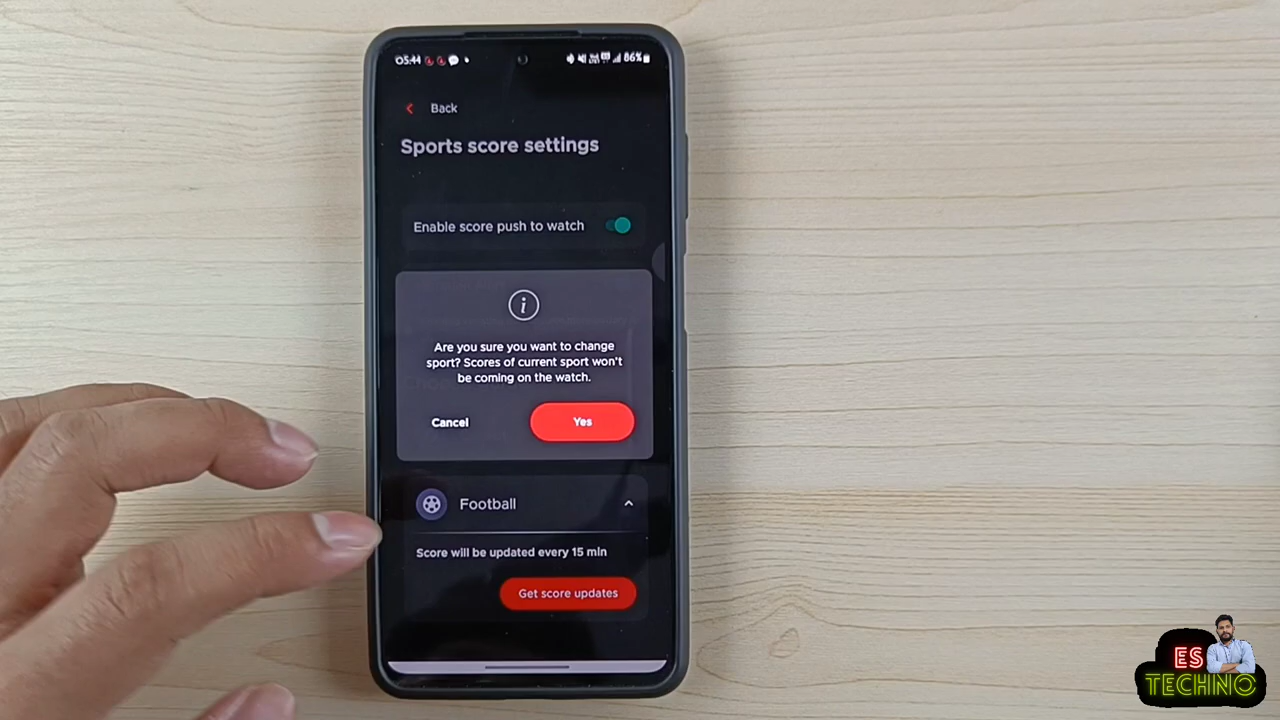 05:44
86%
Back
Sports score settings
Enable score push to watch
Are you sure you want to change
sport? Scores of current sport won't
be coming on the watch.
Cancel
Yes
Football
Score will be updated every 15 min
Get score updates
ES
TECHNO